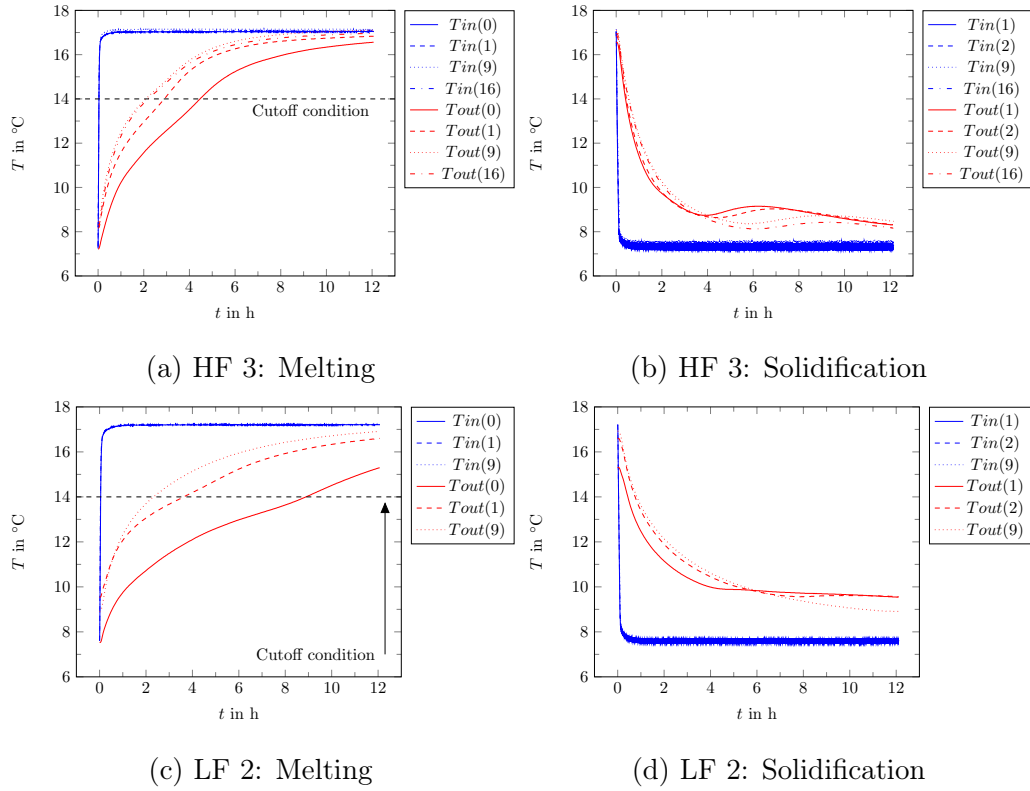 18
16
14
12
10
8
6
T in °C
0 2 4 6 8 10 12
t in h
Cutoff condition
Tin(0)
Tin(1)
Tin(9)
Tin(16)
Tout(0)
Tout(1)
Tout(9)
Tout(16)
(a) HF 3: Melting
18
16
14
12
10
8
6
T in °C
0 2 4 6 8 10 12
t in h
Tin(1)
Tin(2)
Tin(9)
Tin(16)
Tout(1)
Tout(2)
Tout(9)
Tout(16)
(b) HF 3: Solidification
18
16
14
12
10
8
6
T in °C
0 2 4 6 8 10 12
t in h
Cutoff condition
Tin(0)
Tin(1)
Tin(9)
Tout(0)
Tout(1)
Tout(9)
(c) LF 2: Melting
18
16
14
12
10
8
6
T in °C
0 2 4 6 8 10 12
t in h
Tin(1)
Tin(2)
Tin(9)
Tout(1)
Tout(2)
Tout(9)
(d) LF 2: Solidification